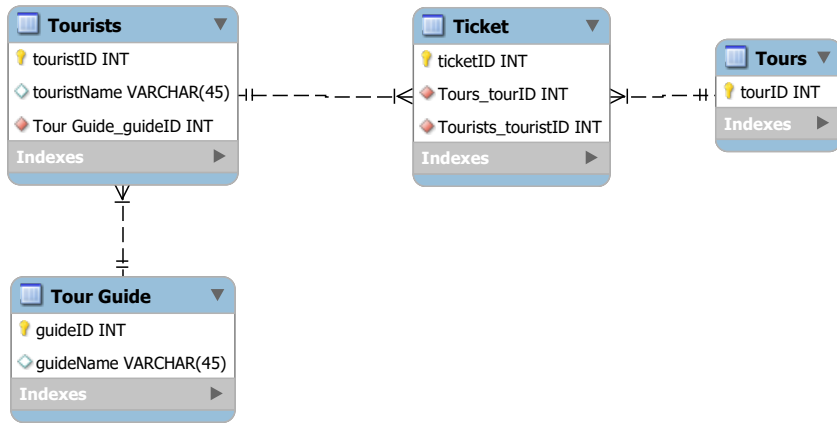 Tourists
touristID INT
touristName VARCHAR(45)
Tour Guide_guideID INT
Indexes
Ticket
ticketID INT
Tours_tourID INT
Tourists_touristID INT
Indexes
Tours
tourID INT
Indexes
Tour Guide
guideID INT
guideName VARCHAR(45)
Indexes